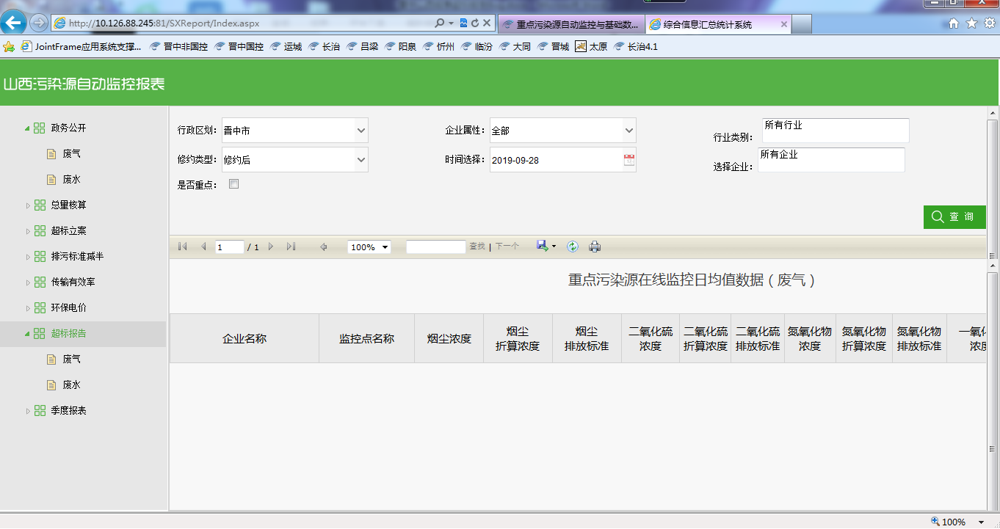 http://10.126.88.245:81/SXReport/Index.aspx
重点污染源自动监控与基础数...
综合信息汇总统计系统
JointFrame应用系统支撑... 晋中非国控 晋中国控 运城 长治 吕梁 阳泉 忻州 临汾 大同 晋城 太原 长治4.1
山西污染源自动监控报表
政务公开
废气
废水
总量核算
超标立案
排污标准减半
传输有效率
环保电价
超标报告
废气
废水
季度报表
行政区划: 晋中市 企业属性: 全部 行业类别: 所有行业
修约类型: 修约后 时间选择: 2019-09-28 选择企业: 所有企业
是否重点:
查 询
1 / 1 100% 查找 | 下一个
重点污染源在线监控日均值数据（废气）
企业名称
监控点名称
烟尘浓度
烟尘
折算浓度
烟尘
排放标准
二氧化硫
浓度
二氧化硫
折算浓度
二氧化硫
排放标准
氮氧化物
浓度
氮氧化物
折算浓度
氮氧化物
排放标准
一氧
浓
100%